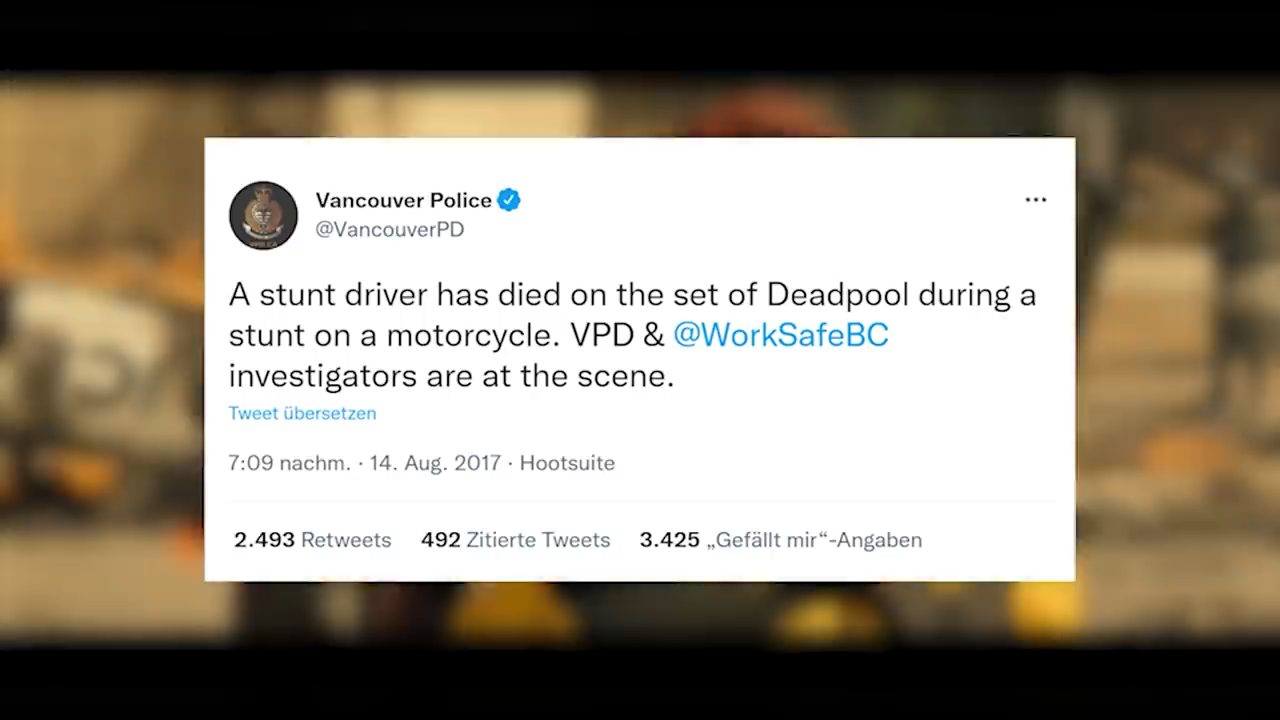 Vancouver Police
@VancouverPD
A stunt driver has died on the set of Deadpool during a
stunt on a motorcycle. VPD & @WorkSafeBC
investigators are at the scene.
Tweet übersetzen
7:09 nachm. · 14. Aug. 2017 · Hootsuite
2.493 Retweets 492 Zitierte Tweets 3.425 „Gefällt mir“-Angaben